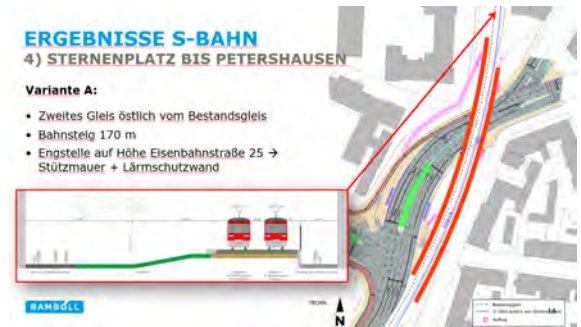 ERGEBNISSE S-BAHN
4) STERNENPLATZ BIS PETERSHAUSEN
Variante A:
• Zweites Gleis östlich vom Bestandsgleis
• Bahnsteig 170 m
• Engstelle auf Höhe Eisenbahnstraße 25 →
Stützmauer + Lärmschutzwand
RAMBOLL
N